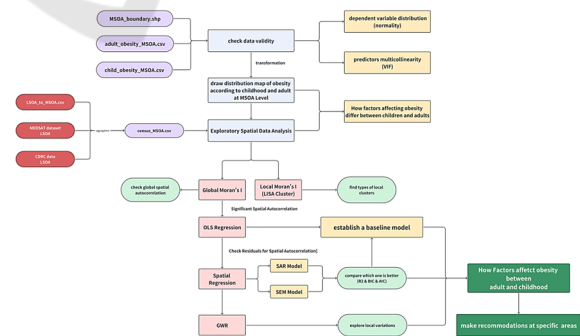 MSOA_boundary.shp
adult_obesity_MSOA.csv
child_obesity_MSOA.csv
check data validity
dependent variable distribution
(normality)
predictors multicollinearity
(VIF)
transformation
draw distribution map of obesity
according to childhood and adult
at MSOA Level
How factors affecting obesity
differ between children and adults
LSOA_to_MSOA.csv
MEDSAT dataset
LSOA
CDRC data
LSOA
census_MSOA.csv
Exploratory Spatial Data Analysis
check global spatial
autocorrelation
Global Moran's I
Local Moran's I
(LISA Cluster)
find types of local
clusters
Significant Spatial Autocorrelation
OLS Regression
establish a baseline model
Check Residuals for Spatial Autocorrelation)
Spatial
Regression
SAR Model
SEM Model
compare which one is better
(R2 & BIC & AIC)
How Factors affetct obesity
between
adult and childhood
GWR
explore local variations
make recommodations at specific areas